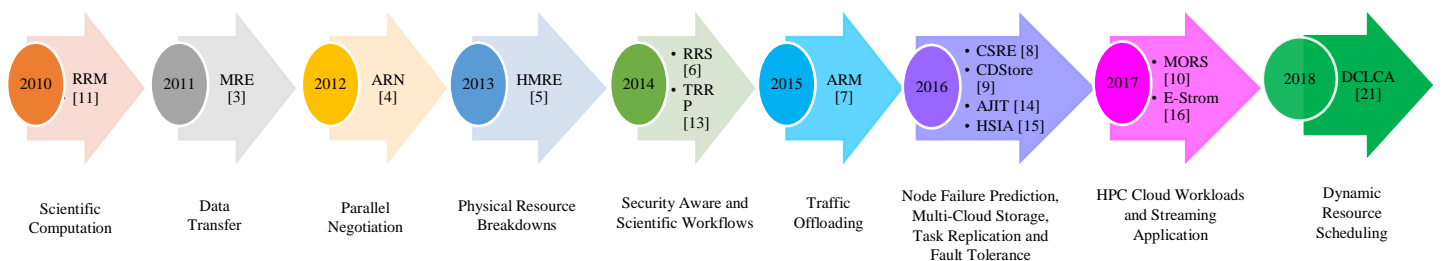 2010
RRM
[11]
2011
MRE
[3]
2012
ARN
[4]
2013
HMRE
[5]
2014
• RRS
[6]
• TRR
P
[13]
2015
ARM
[7]
2016
• CSRE [8]
• CDStore
[9]
• AJIT [14]
• HSIA [15]
2017
• MORS
[10]
• E-Strom
[16]
2018
DCLCA
[21]
Scientific
Computation
Data
Transfer
Parallel
Negotiation
Physical Resource
Breakdowns
Security Aware and
Scientific Workflows
Traffic
Offloading
Node Failure Prediction,
Multi-Cloud Storage,
Task Replication and
Fault Tolerance
HPC Cloud Workloads
and Streaming
Application
Dynamic
Resource
Scheduling